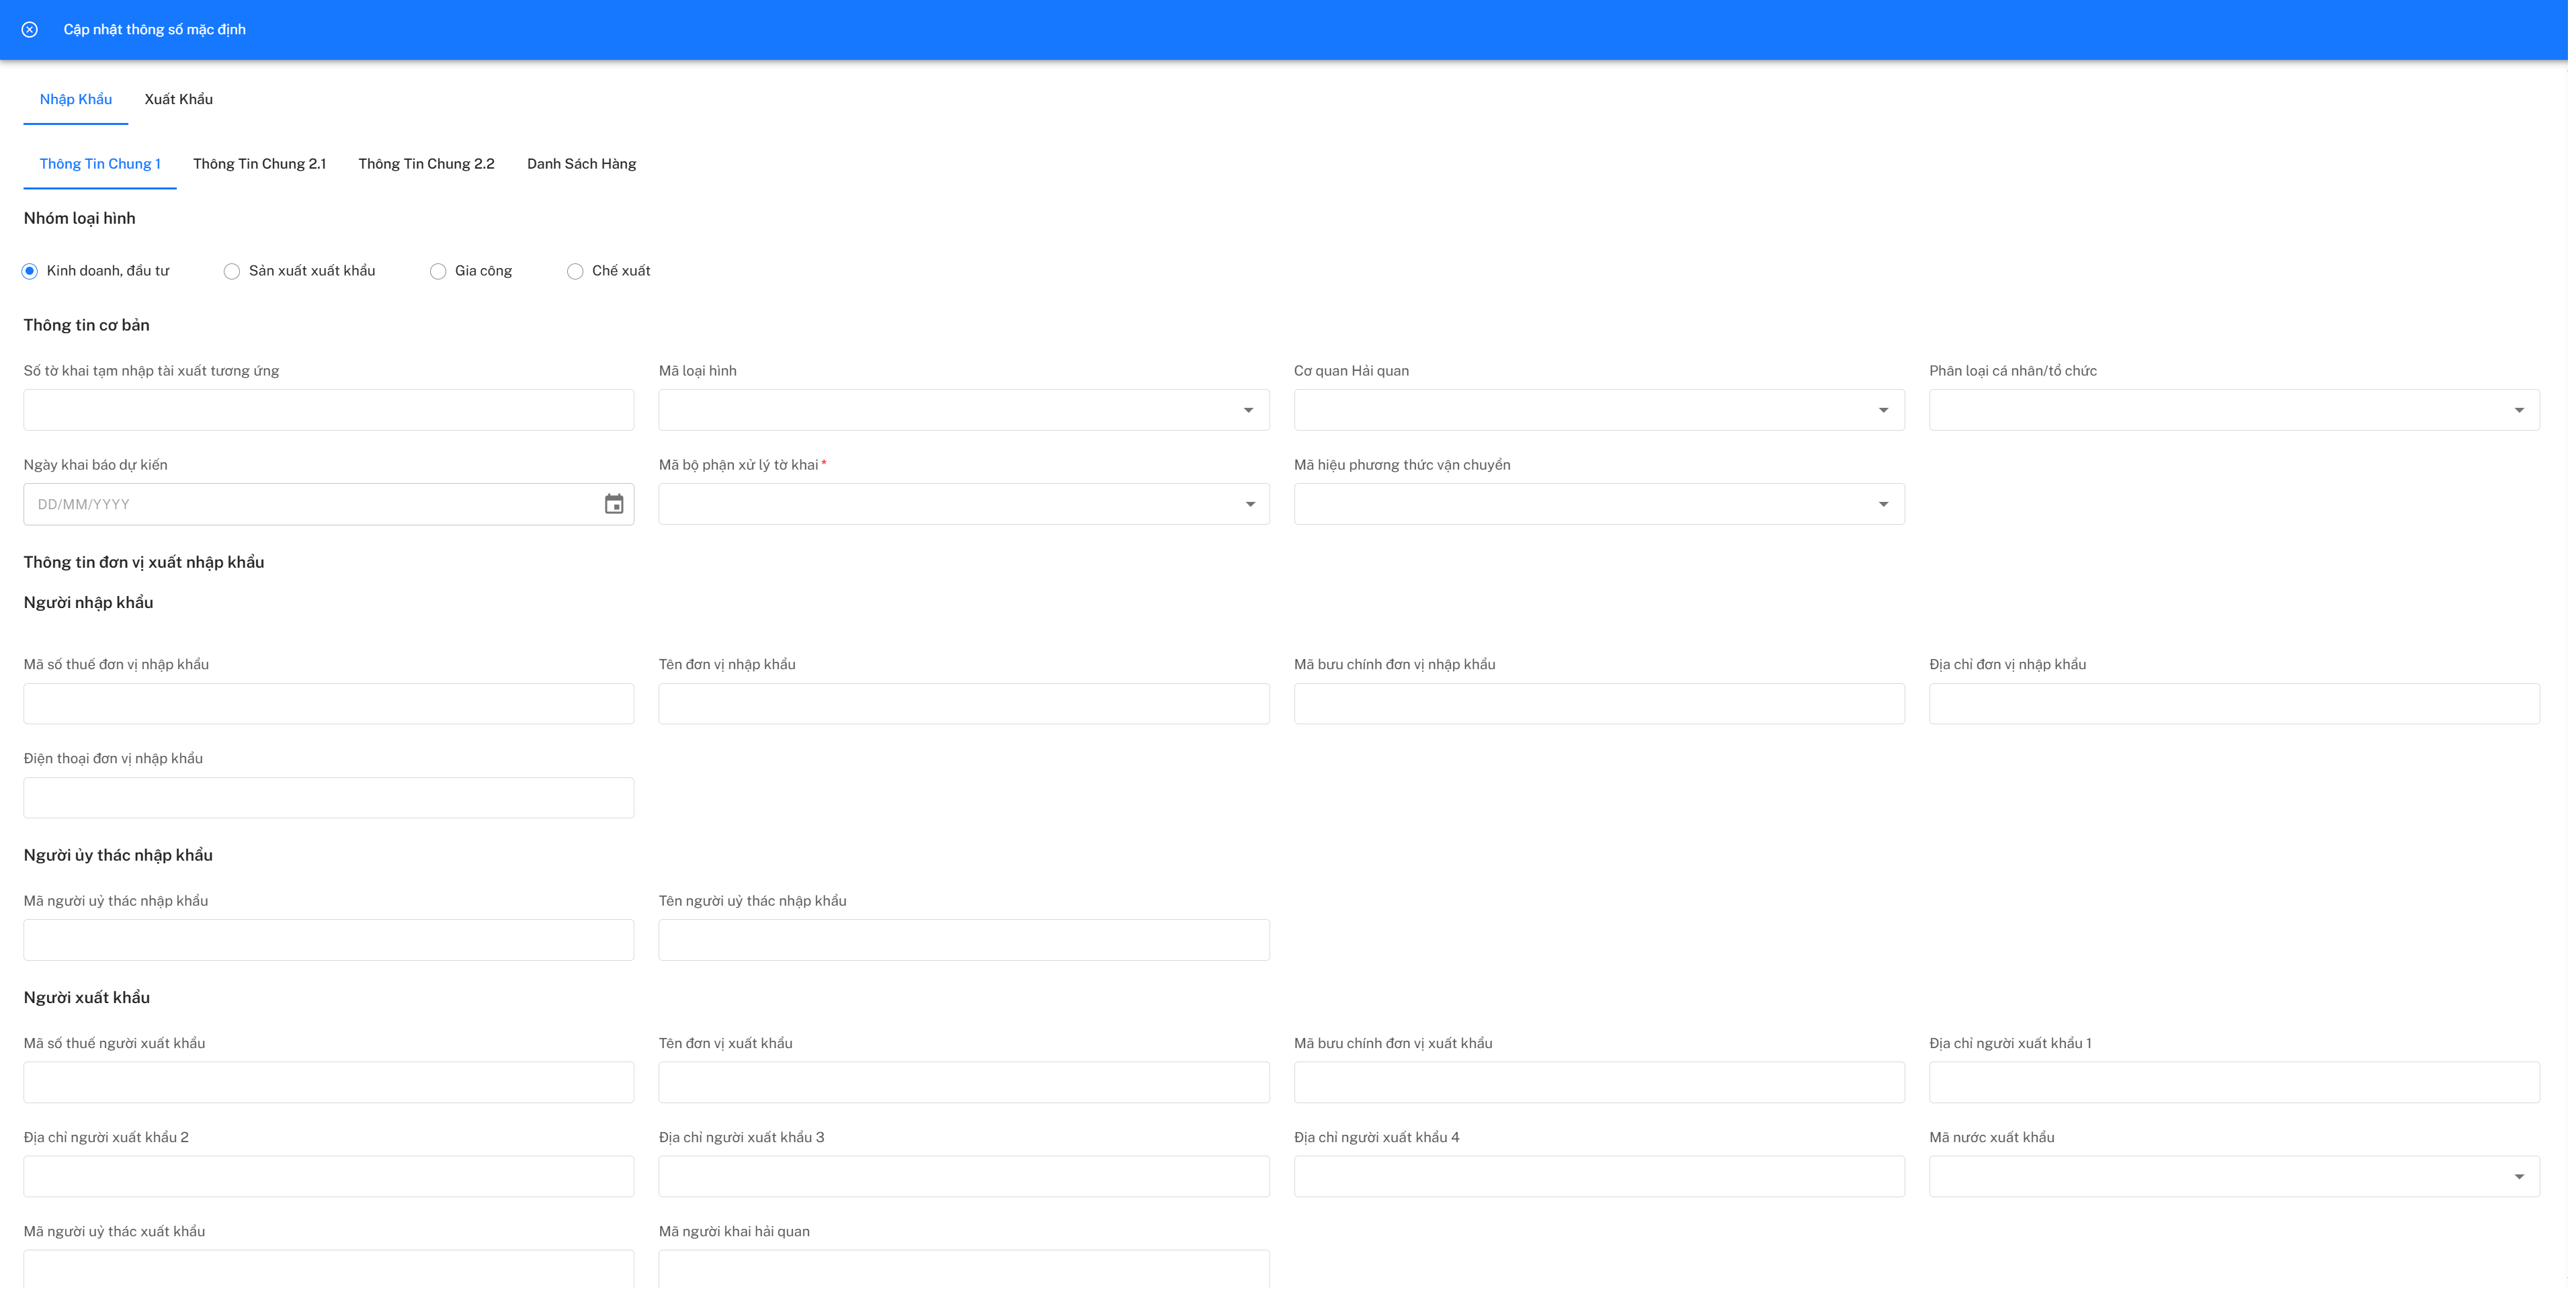 Cập nhật thông số mặc định
Nhập Khẩu Xuất Khẩu
Thông Tin Chung 1 Thông Tin Chung 2.1 Thông Tin Chung 2.2 Danh Sách Hàng
Nhóm loại hình
Kinh doanh, đầu tư Sản xuất xuất khẩu Gia công Chế xuất
Thông tin cơ bản
Số tờ khai tạm nhập tài xuất tương ứng Mã loại hình Cơ quan Hải quan Phân loại cá nhân/tổ chức
Ngày khai báo dự kiến Mã bộ phận xử lý tờ khai * Mã hiệu phương thức vận chuyển
DD/MM/YYYY
Thông tin đơn vị xuất nhập khẩu
Người nhập khẩu
Mã số thuế đơn vị nhập khẩu Tên đơn vị nhập khẩu Mã bưu chính đơn vị nhập khẩu Địa chỉ đơn vị nhập khẩu
Điện thoại đơn vị nhập khẩu
Người ủy thác nhập khẩu
Mã người uỷ thác nhập khẩu Tên người uỷ thác nhập khẩu
Người xuất khẩu
Mã số thuế người xuất khẩu Tên đơn vị xuất khẩu Mã bưu chính đơn vị xuất khẩu Địa chỉ người xuất khẩu 1
Địa chỉ người xuất khẩu 2 Địa chỉ người xuất khẩu 3 Địa chỉ người xuất khẩu 4 Mã nước xuất khẩu
Mã người uỷ thác xuất khẩu Mã người khai hải quan